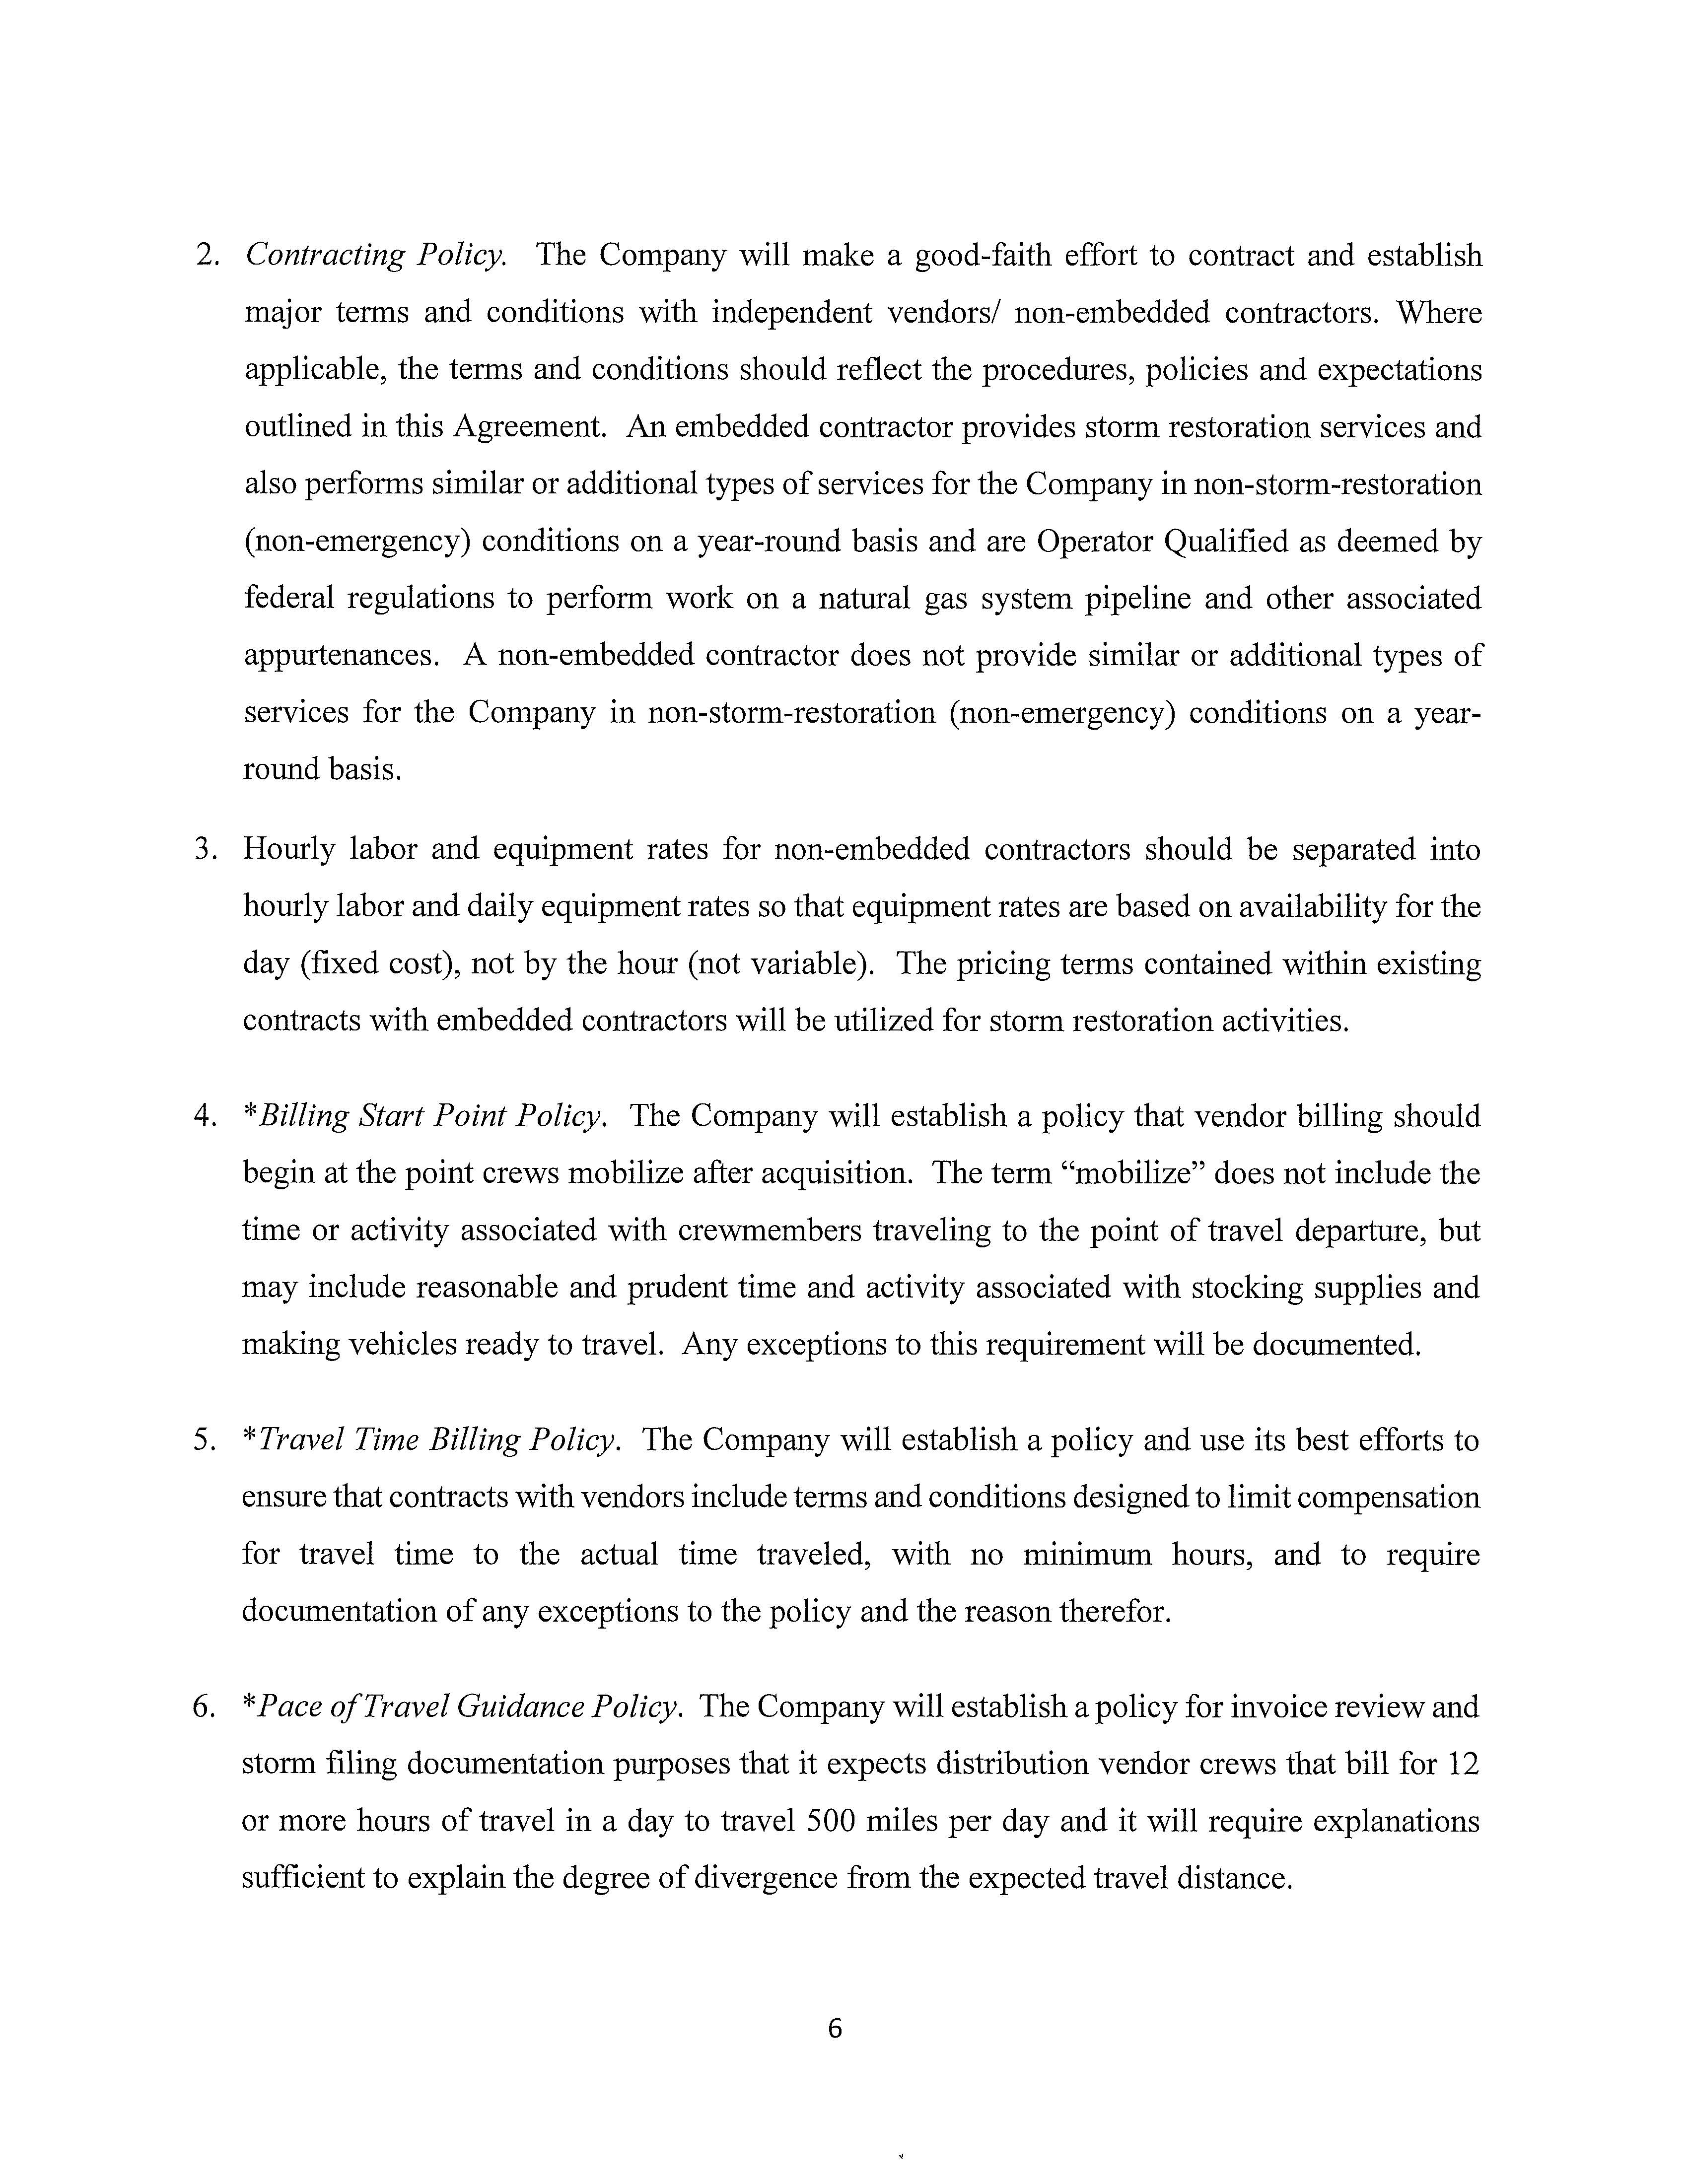 2. Contracting Policy. The Company will make a good-faith effort to contract and establish
major terms and conditions with independent vendors/ non-embedded contractors. Where
applicable, the terms and conditions should reflect the procedures, policies and expectations
outlined in this Agreement. An embedded contractor provides storm restoration services and
also performs similar or additional types of services for the Company in non-storm-restoration
(non-emergency) conditions on a year-round basis and are Operator Qualified as deemed by
federal regulations to perform work on a natural gas system pipeline and other associated
appurtenances. A non-embedded contractor does not provide similar or additional types of
services for the Company in non-storm-restoration (non-emergency) conditions on a year-
round basis.
3. Hourly labor and equipment rates for non-embedded contractors should be separated into
hourly labor and daily equipment rates so that equipment rates are based on availability for the
day (fixed cost), not by the hour (not variable). The pricing terms contained within existing
contracts with embedded contractors will be utilized for storm restoration activities.
4. *Billing Start Point Policy. The Company will establish a policy that vendor billing should
begin at the point crews mobilize after acquisition. The term “mobilize” does not include the
time or activity associated with crewmembers traveling to the point of travel departure, but
may include reasonable and prudent time and activity associated with stocking supplies and
making vehicles ready to travel. Any exceptions to this requirement will be documented.
5. *Travel Time Billing Policy. The Company will establish a policy and use its best efforts to
ensure that contracts with vendors include terms and conditions designed to limit compensation
for travel time to the actual time traveled, with no minimum hours, and to require
documentation of any exceptions to the policy and the reason therefor.
6. *Pace of Travel Guidance Policy. The Company will establish a policy for invoice review and
storm filing documentation purposes that it expects distribution vendor crews that bill for 12
or more hours of travel in a day to travel 500 miles per day and it will require explanations
sufficient to explain the degree of divergence from the expected travel distance.
6